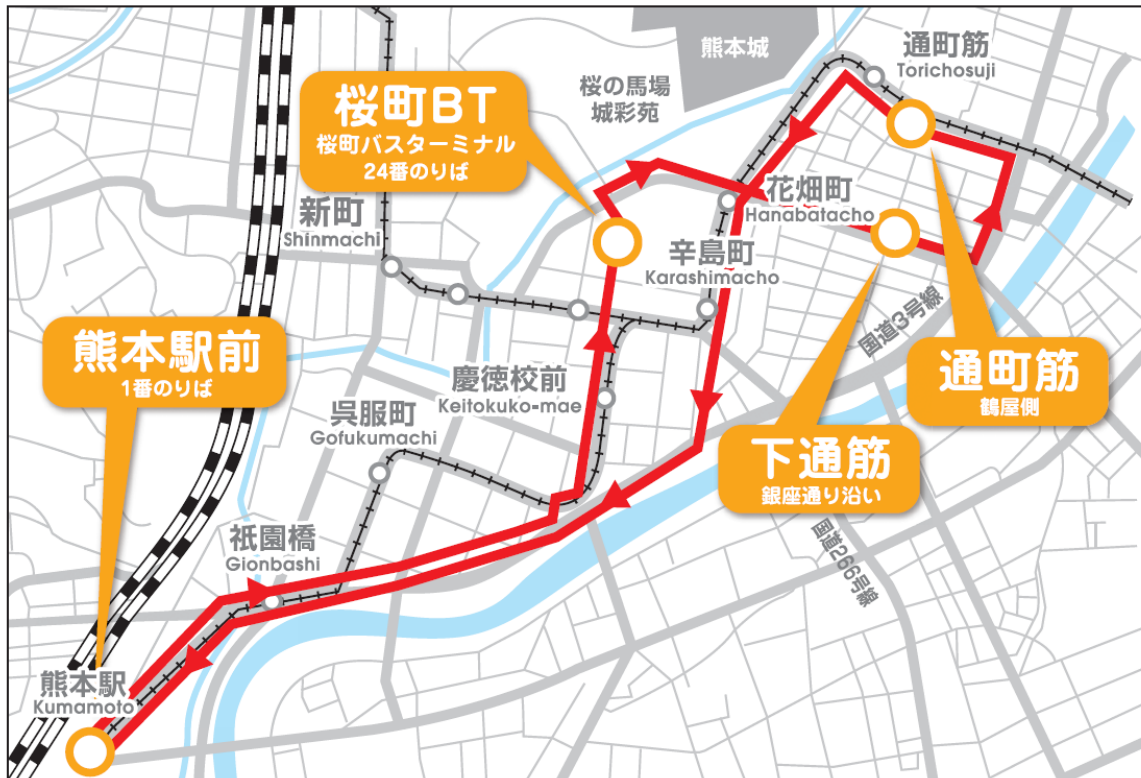 熊本城
通町筋
Torichosuji
桜の馬場
城彩苑
桜町BT
桜町バスターミナル
24番のりば
新町
Shinmachi
花畑町
Hanabatacho
辛島町
Karashimacho
国道3号線
熊本駅前
1番のりば
通町筋
鶴屋側
慶徳校前
Keitokuko-mae
呉服町
Gofukumachi
下通筋
銀座通り沿い
国道266号線
祇園橋
Gionbashi
熊本駅
Kumamoto